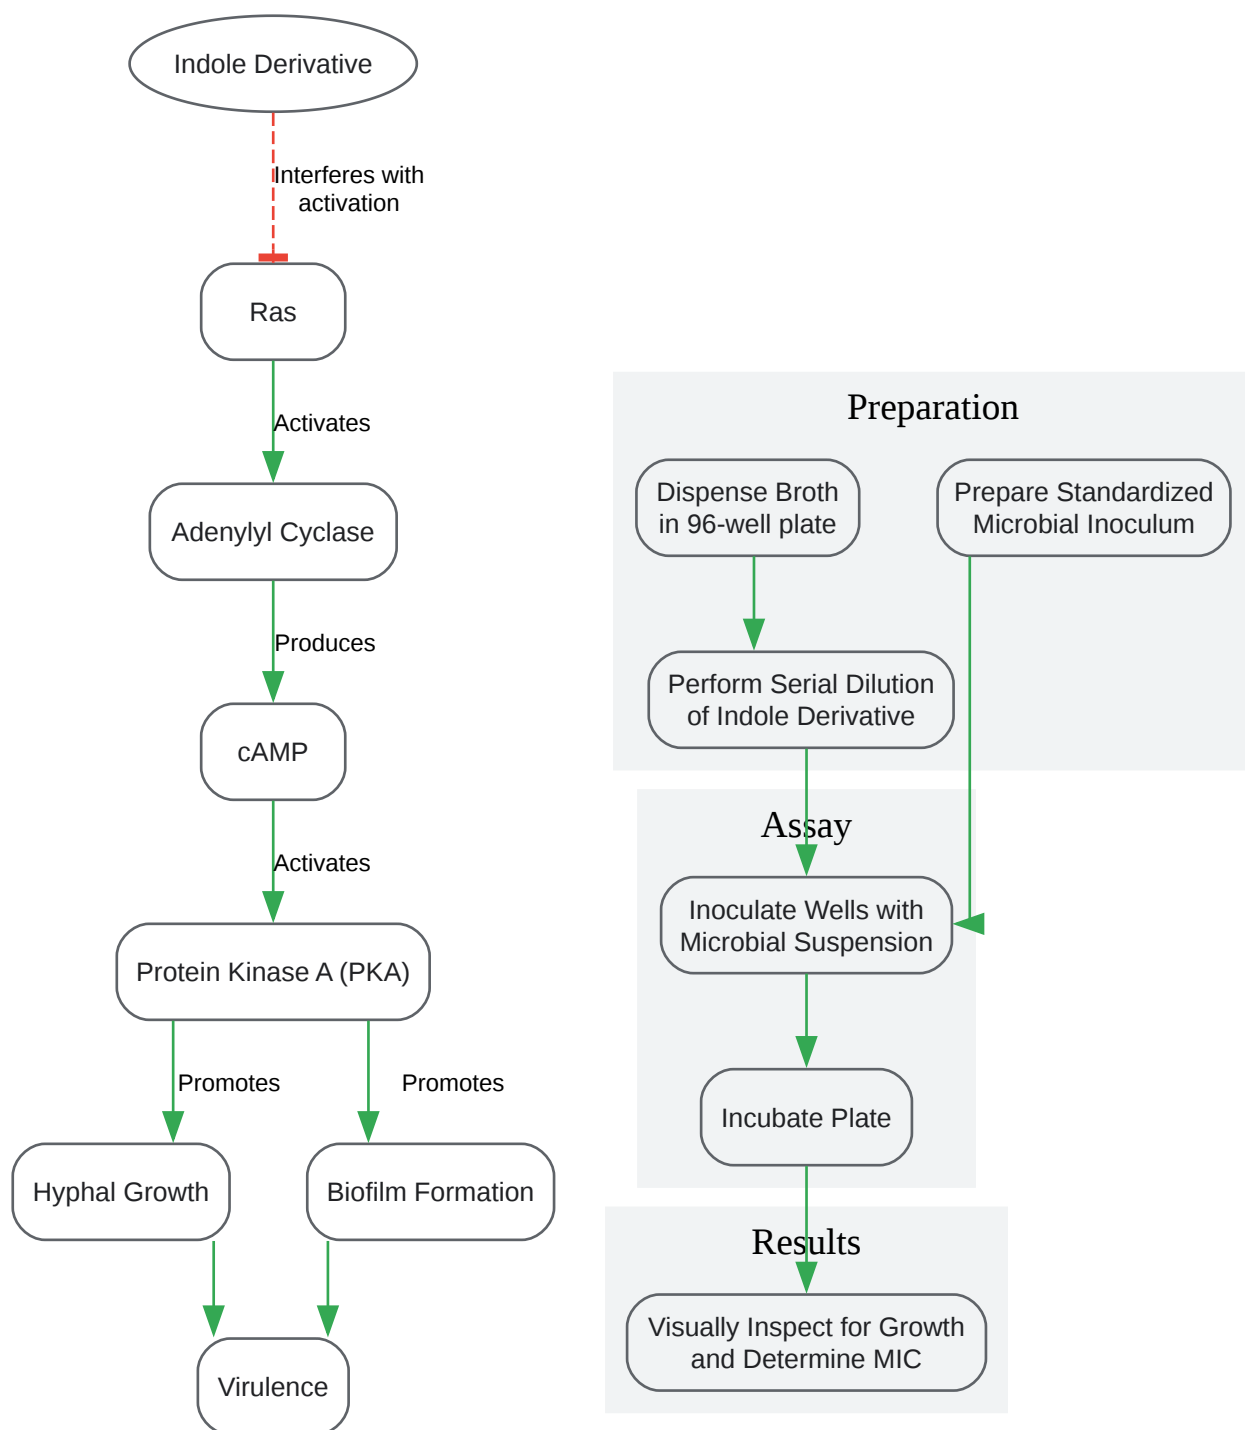 Indole Derivative
Interferes with
activation
Ras
Activates
Adenylyl Cyclase
Produces
cAMP
Activates
Protein Kinase A (PKA)
Promotes
Promotes
Hyphal Growth
Biofilm Formation
Virulence
Preparation
Dispense Broth
in 96-well plate
Prepare Standardized
Microbial Inoculum
Perform Serial Dilution
of Indole Derivative
Assay
Inoculate Wells with
Microbial Suspension
Incubate Plate
Results
Visually Inspect for Growth
and Determine MIC